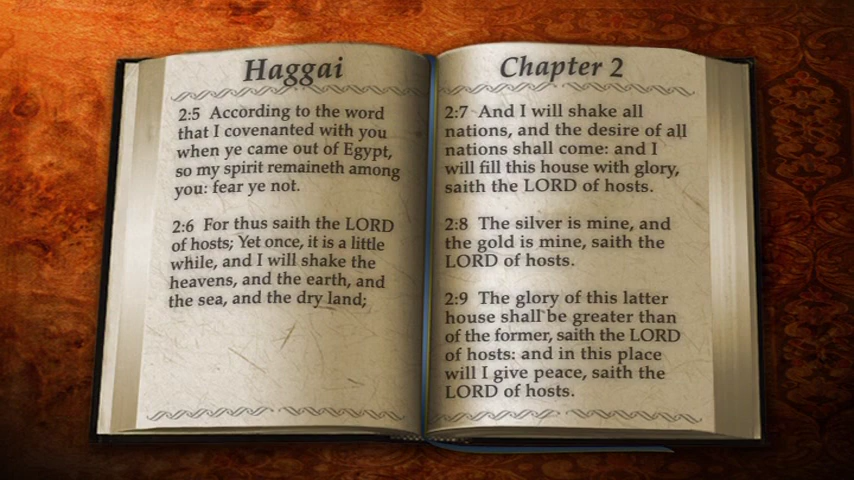 Haggai
2:5 According to the word
that I covenanted with you
when ye came out of Egypt,
so my spirit remaineth among
you: fear ye not.
2:6 For thus saith the LORD
of hosts; Yet once, it is a little
while, and I will shake the
heavens, and the earth, and
the sea, and the dry land;
Chapter 2
2:7 And I will shake all
nations, and the desire of all
nations shall come: and I
will fill this house with glory,
saith the LORD of hosts.
2:8 The silver is mine, and
the gold is mine, saith the
LORD of hosts.
2:9 The glory of this latter
house shall be greater than
of the former, saith the LORD
of hosts: and in this place
will I give peace, saith the
LORD of hosts.